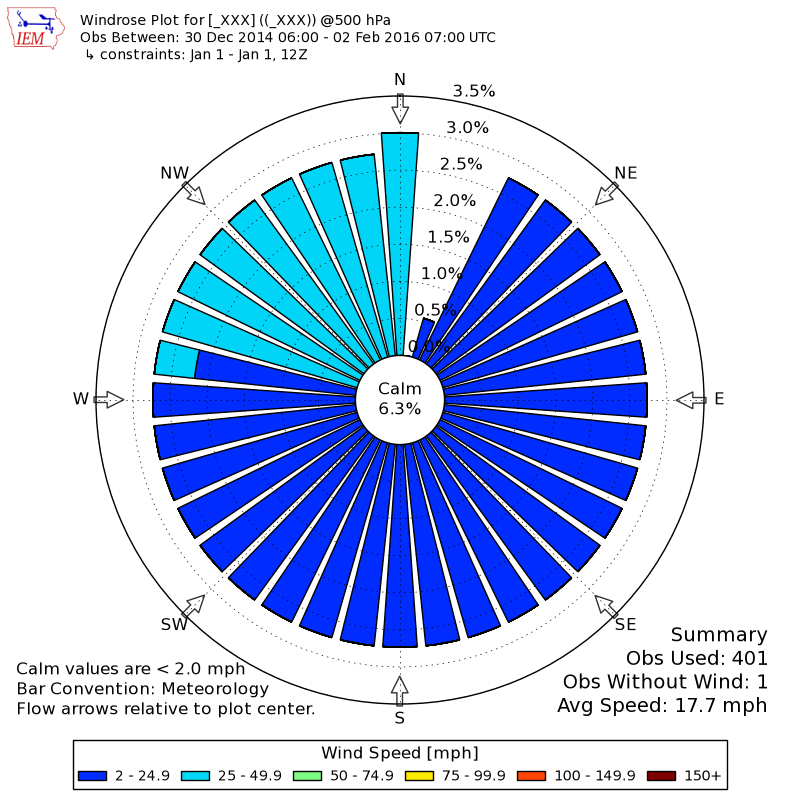 IEM
Windrose Plot for [_XXX] ((_XXX)) @500 hPa
Obs Between: 30 Dec 2014 06:00 - 02 Feb 2016 07:00 UTC
↳ constraints: Jan 1 - Jan 1, 12Z
N
3.5%
3.0%
2.5%
2.0%
1.5%
1.0%
0.5%
0.0%
NW
NE
W
Calm
6.3%
E
SW
SE
S
Calm values are < 2.0 mph
Bar Convention: Meteorology
Flow arrows relative to plot center.
Summary
Obs Used: 401
Obs Without Wind: 1
Avg Speed: 17.7 mph
Wind Speed [mph]
2 - 24.9 25 - 49.9 50 - 74.9 75 - 99.9 100 - 149.9 150+